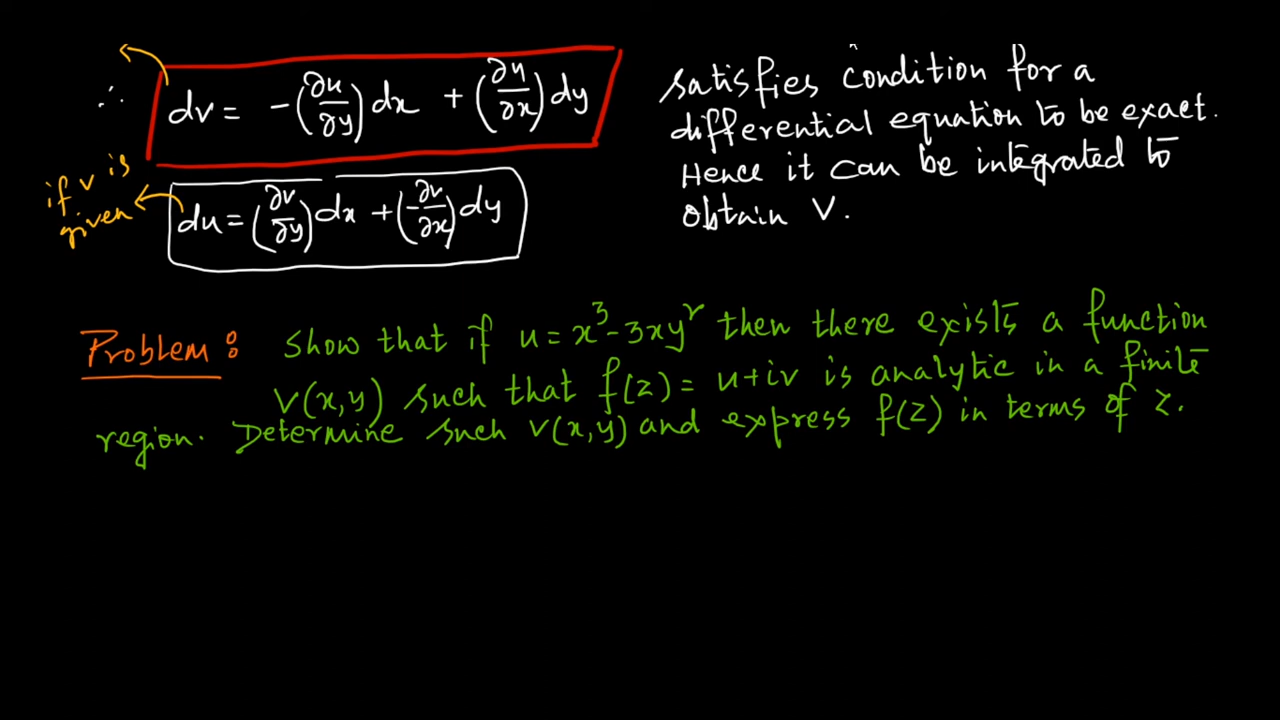 ∴ dv = -(∂u/∂y) dx + (∂u/∂x) dy
satisfies condition for a
differential equation to be exact.
Hence it can be integrated to
obtain V.
if v is
given
du = (∂v/∂y) dx + (-∂v/∂x) dy
Problem: Show that if u = x³ - 3xy² then there exists a function
v(x,y) such that f(z) = u+iv is analytic in a finite
region. Determine such v(x,y) and express f(z) in terms of z.